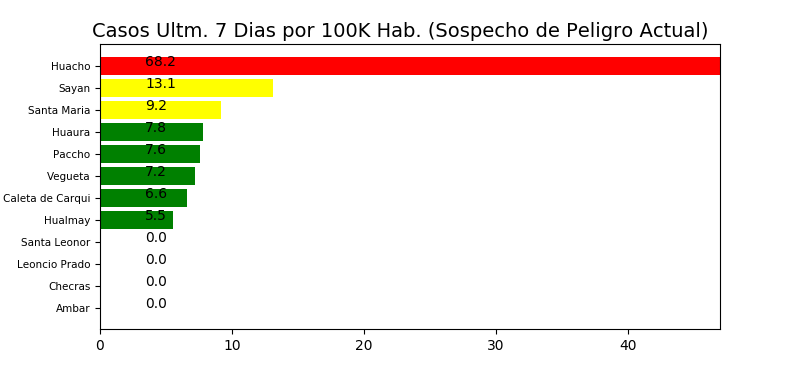 Casos Ultm. 7 Dias por 100K Hab. (Sospecho de Peligro Actual)
Huacho 68.2
Sayan 13.1
Santa Maria 9.2
Huaura 7.8
Paccho 7.6
Vegueta 7.2
Caleta de Carqui 6.6
Hualmay 5.5
Santa Leonor 0.0
Leoncio Prado 0.0
Checras 0.0
Ambar 0.0
0 10 20 30 40